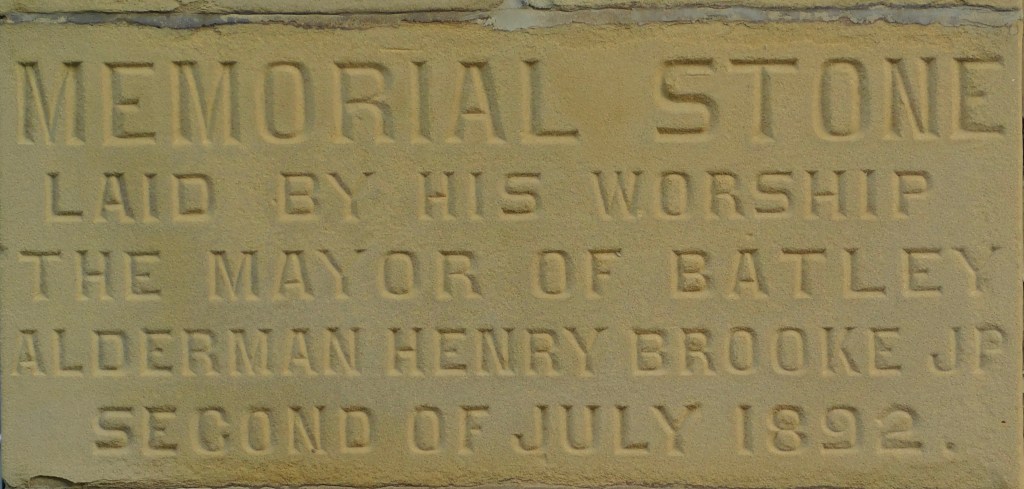 MEMORIAL STONE
LAID BY HIS WORSHIP
THE MAYOR OF BATLEY
ALDERMAN HENRY BROOKE JP
SECOND OF JULY 1892.